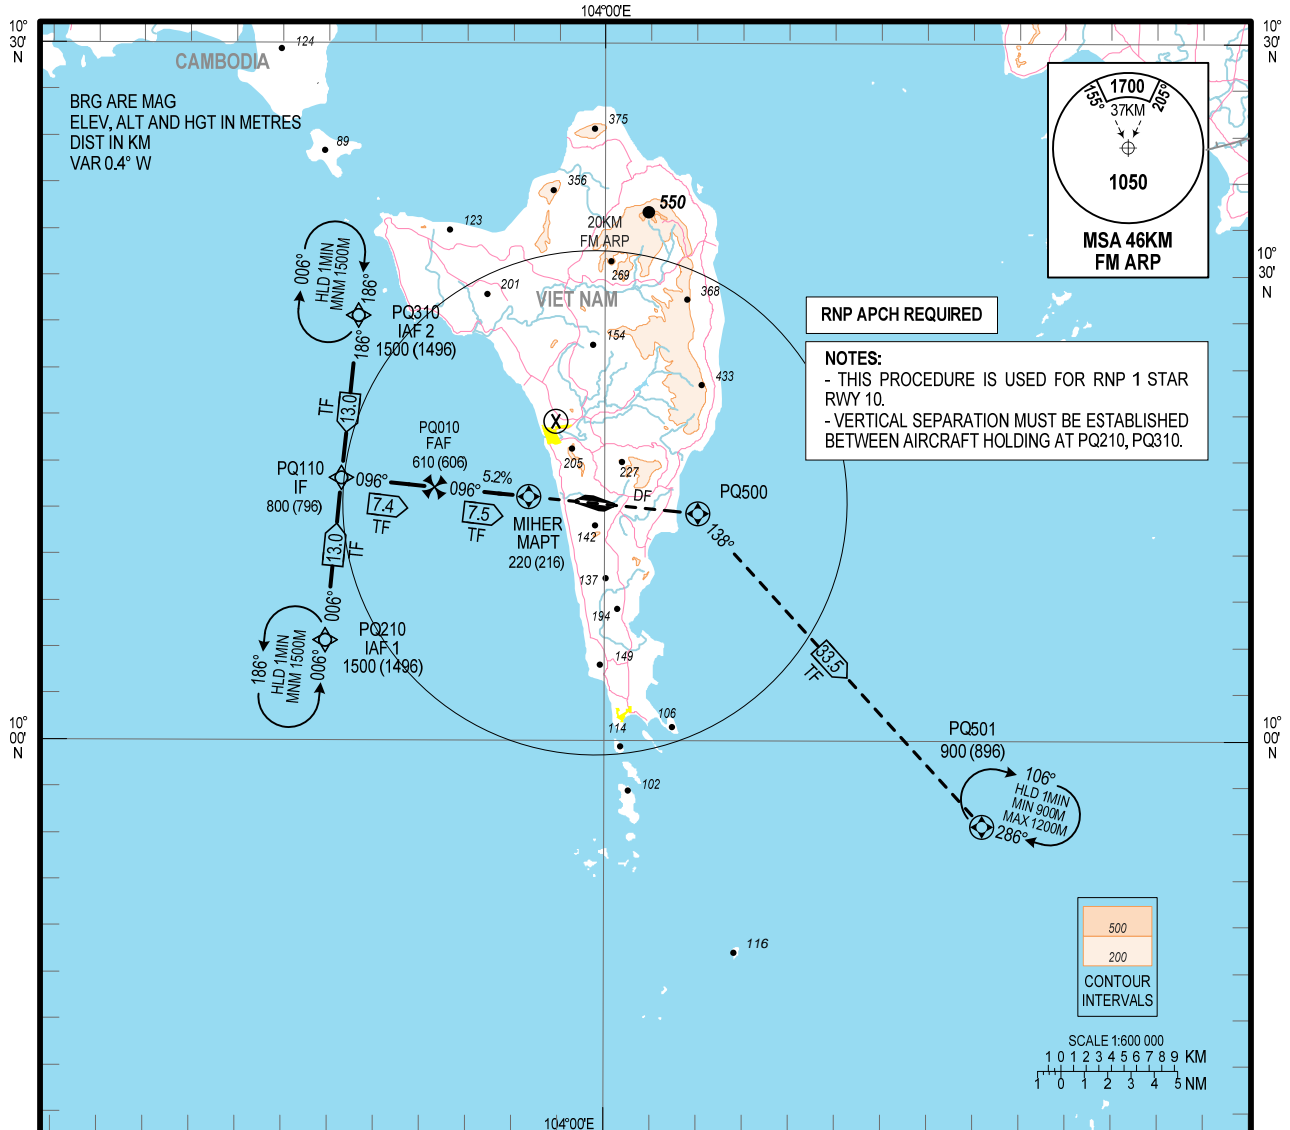 104°00'E
10°
30'
N
10°
30'
N
CAMBODIA
124
BRG ARE MAG
ELEV, ALT AND HGT IN METRES
DIST IN KM
VAR 0.4° W
89
375
356
550
123
20KM
FM ARP
269
201
VIET NAM
368
154
433
155°
1700
205°
37KM
1050
MSA 46KM
FM ARP
10°
30'
N
RNP APCH REQUIRED
NOTES:
- THIS PROCEDURE IS USED FOR RNP 1 STAR
RWY 10.
- VERTICAL SEPARATION MUST BE ESTABLISHED
BETWEEN AIRCRAFT HOLDING AT PQ210, PQ310.
006°
HLD 1MIN
MNM 1500M
186°
PQ310
IAF 2
1500 (1496)
186°
TF
13.0
X
PQ010
FAF
610 (606)
205
227
PQ110
IF
800 (796)
096°
7.4
TF
096°
5.2%
7.5
TF
MIHER
MAPT
220 (216)
DF
PQ500
138°
142
137
194
149
13.0
TF
006°
PQ210
IAF 1
1500 (1496)
186°
HLD 1MIN
MNM 1500M
006°
33.5
TF
106
114
102
10°
00'
N
10°
00'
N
PQ501
900 (896)
106°
HLD 1MIN
MIN 900M
MAX 1200M
286°
116
500
200
CONTOUR
INTERVALS
SCALE 1:600 000
1 0 1 2 3 4 5 6 7 8 9 KM
1 0 1 2 3 4 5 NM
104°00'E